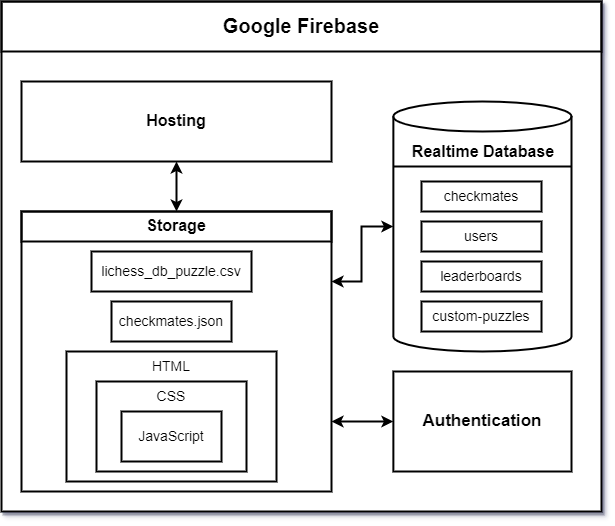 Google Firebase
Hosting
Storage
lichess_db_puzzle.csv
checkmates.json
HTML
CSS
JavaScript
Realtime Database
checkmates
users
leaderboards
custom-puzzles
Authentication